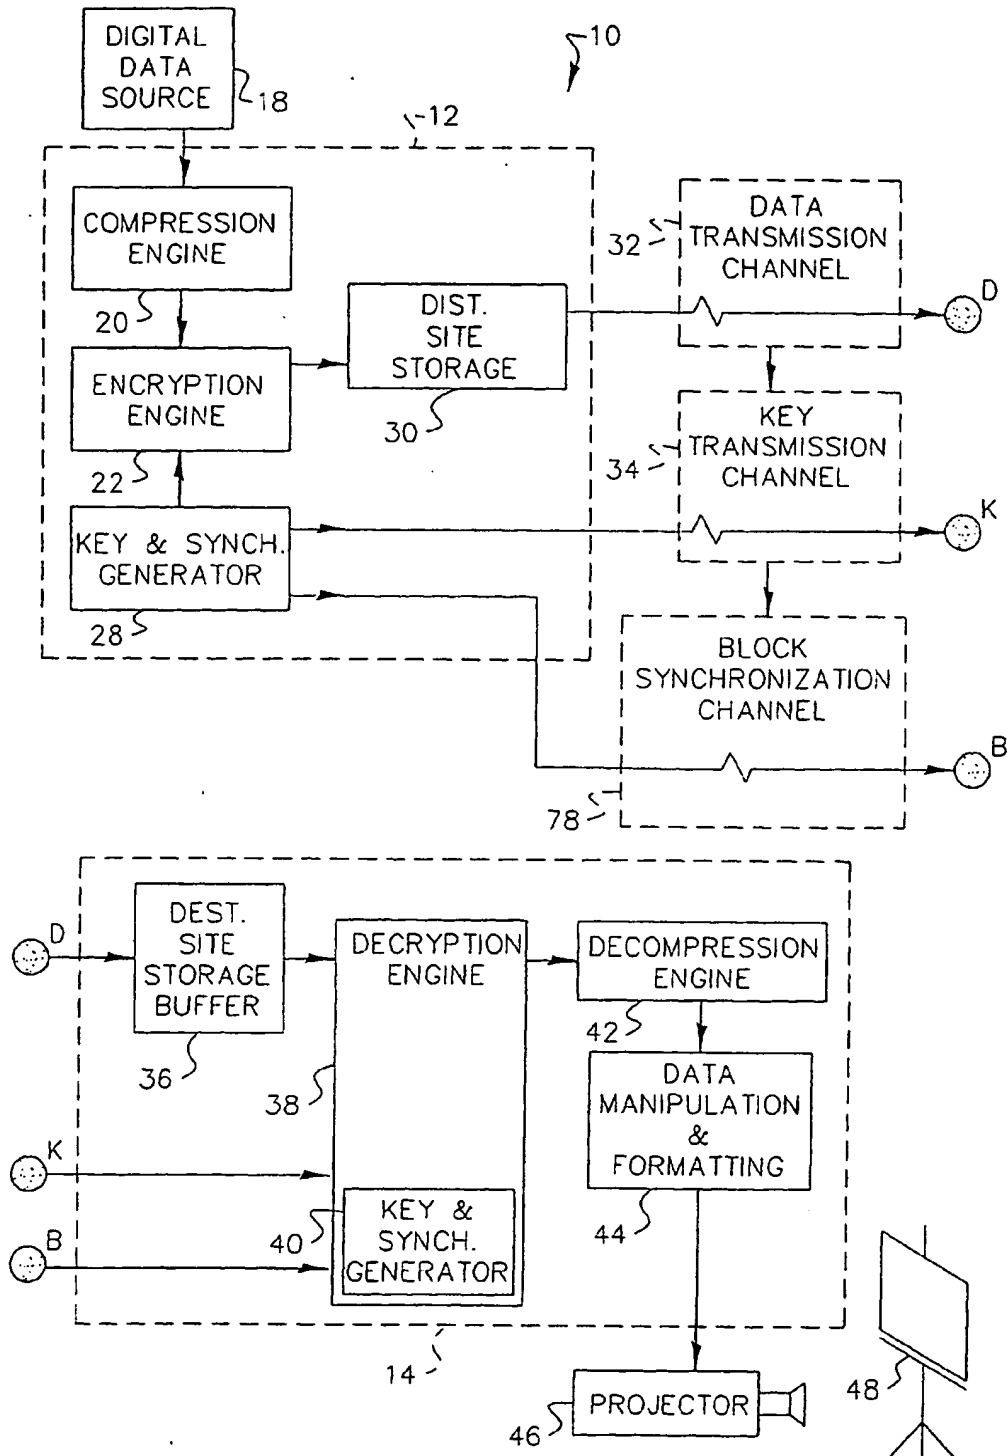 DIGITAL
DATA
SOURCE
18
10
12
COMPRESSION
ENGINE
20
ENCRYPTION
ENGINE
22
KEY & SYNCH.
GENERATOR
28
DIST.
SITE
STORAGE
30
DATA
TRANSMISSION
CHANNEL
32
D
KEY
TRANSMISSION
CHANNEL
34
K
BLOCK
SYNCHRONIZATION
CHANNEL
78
B
D
DEST.
SITE
STORAGE
BUFFER
36
DECRYPTION
ENGINE
38
K
B
KEY &
SYNCH.
GENERATOR
40
DECOMPRESSION
ENGINE
42
DATA
MANIPULATION
&
FORMATTING
44
14
PROJECTOR
46
48